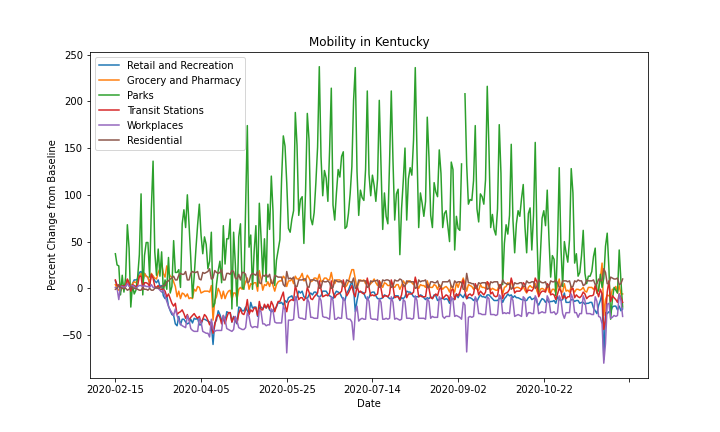 Mobility in Kentucky
Percent Change from Baseline
250
200
150
100
50
0
−50
Retail and Recreation
Grocery and Pharmacy
Parks
Transit Stations
Workplaces
Residential
2020-02-15 2020-04-05 2020-05-25 2020-07-14 2020-09-02 2020-10-22
Date